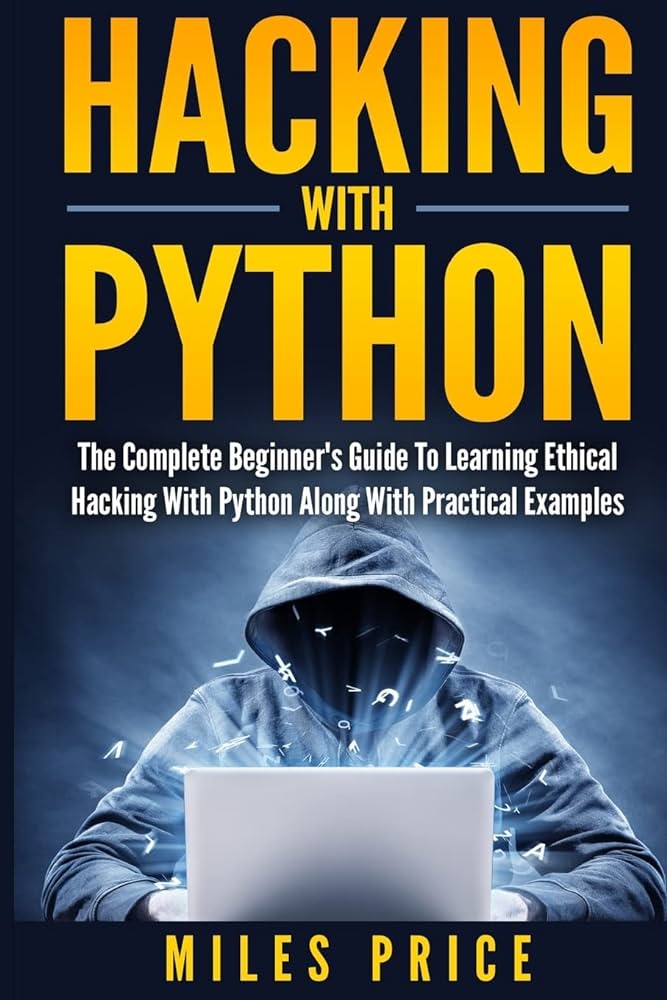 HACKING
WITH
PYTHON
The Complete Beginner's Guide To Learning Ethical
Hacking With Python Along With Practical Examples
MILES PRICE